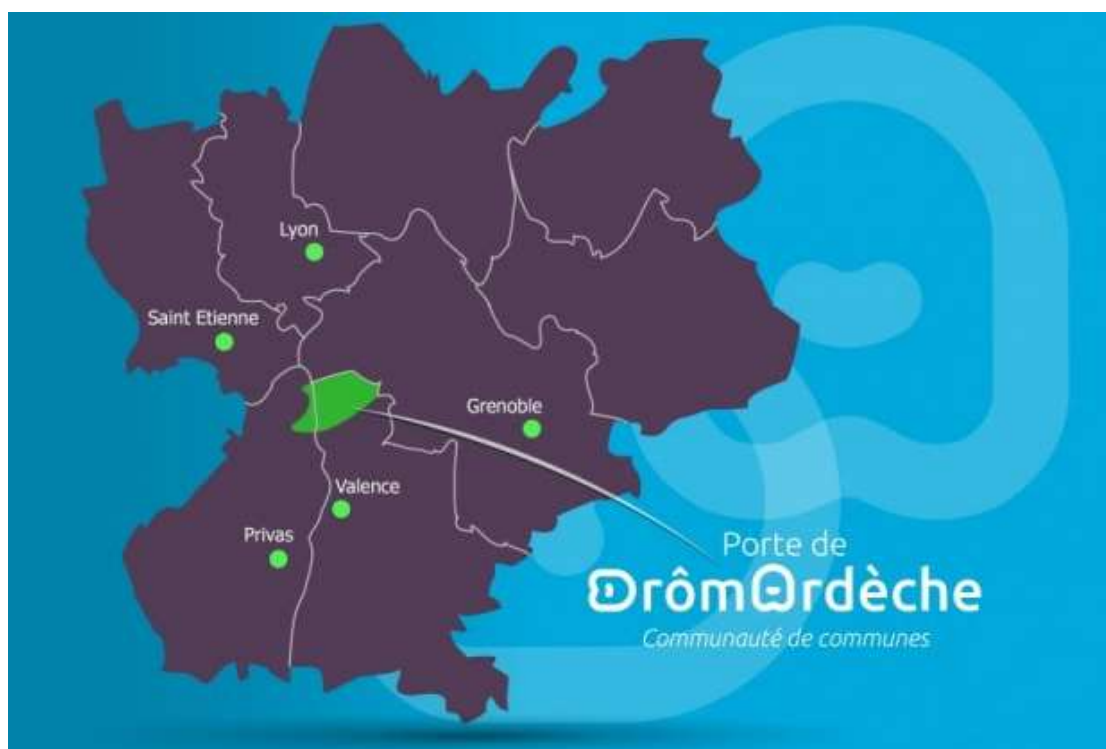 Lyon
Saint Etienne
Grenoble
Valence
Privas
Porte de
DrômArdèche
Communauté de communes